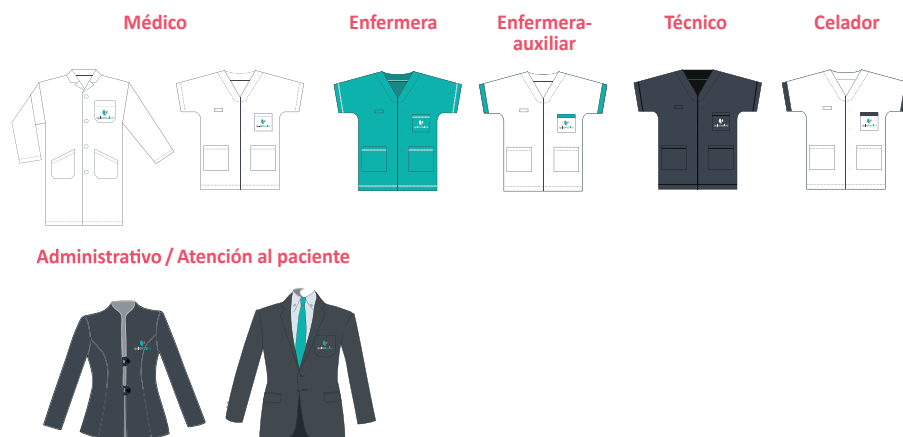 Médico
Enfermera
Enfermera-
auxiliar
Técnico
Celador
Administrativo / Atención al paciente